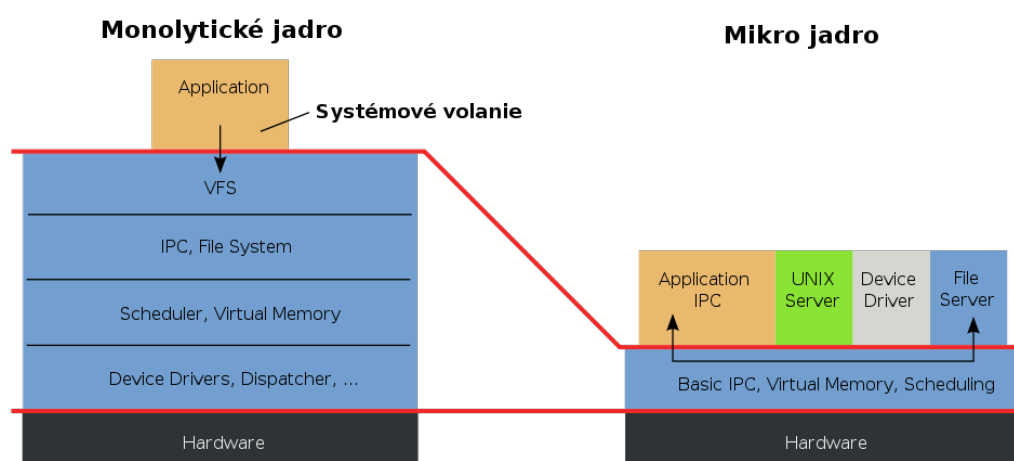 Monolytické jadro
Application
Systémové volanie
VFS
IPC, File System
Scheduler, Virtual Memory
Device Drivers, Dispatcher, ...
Hardware
Mikro jadro
Application
IPC
UNIX
Server
Device
Driver
File
Server
Basic IPC, Virtual Memory, Scheduling
Hardware